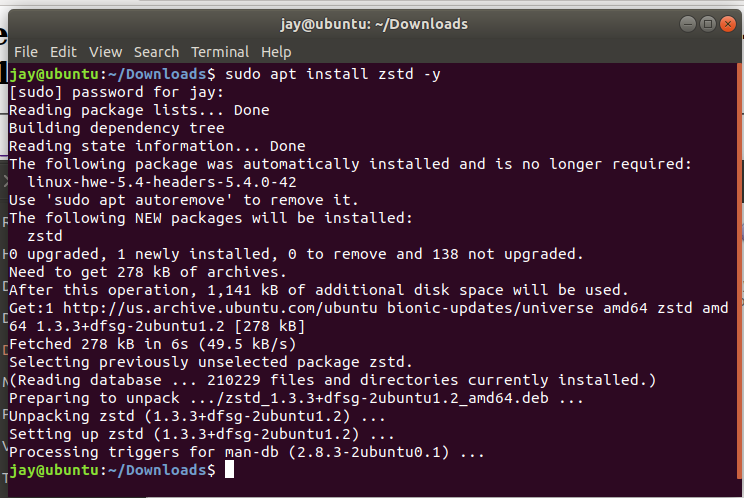 jay@ubuntu: ~/Downloads
File Edit View Search Terminal Help
jay@ubuntu:~/Downloads$ sudo apt install zstd -y
[sudo] password for jay:
Reading package lists... Done
Building dependency tree
Reading state information... Done
The following package was automatically installed and is no longer required:
  linux-hwe-5.4-headers-5.4.0-42
Use 'sudo apt autoremove' to remove it.
The following NEW packages will be installed:
  zstd
0 upgraded, 1 newly installed, 0 to remove and 138 not upgraded.
Need to get 278 kB of archives.
After this operation, 1,141 kB of additional disk space will be used.
Get:1 http://us.archive.ubuntu.com/ubuntu bionic-updates/universe amd64 zstd amd
64 1.3.3+dfsg-2ubuntu1.2 [278 kB]
Fetched 278 kB in 6s (49.5 kB/s)
Selecting previously unselected package zstd.
(Reading database ... 210229 files and directories currently installed.)
Preparing to unpack .../zstd_1.3.3+dfsg-2ubuntu1.2_amd64.deb ...
Unpacking zstd (1.3.3+dfsg-2ubuntu1.2) ...
Setting up zstd (1.3.3+dfsg-2ubuntu1.2) ...
Processing triggers for man-db (2.8.3-2ubuntu0.1) ...
jay@ubuntu:~/Downloads$